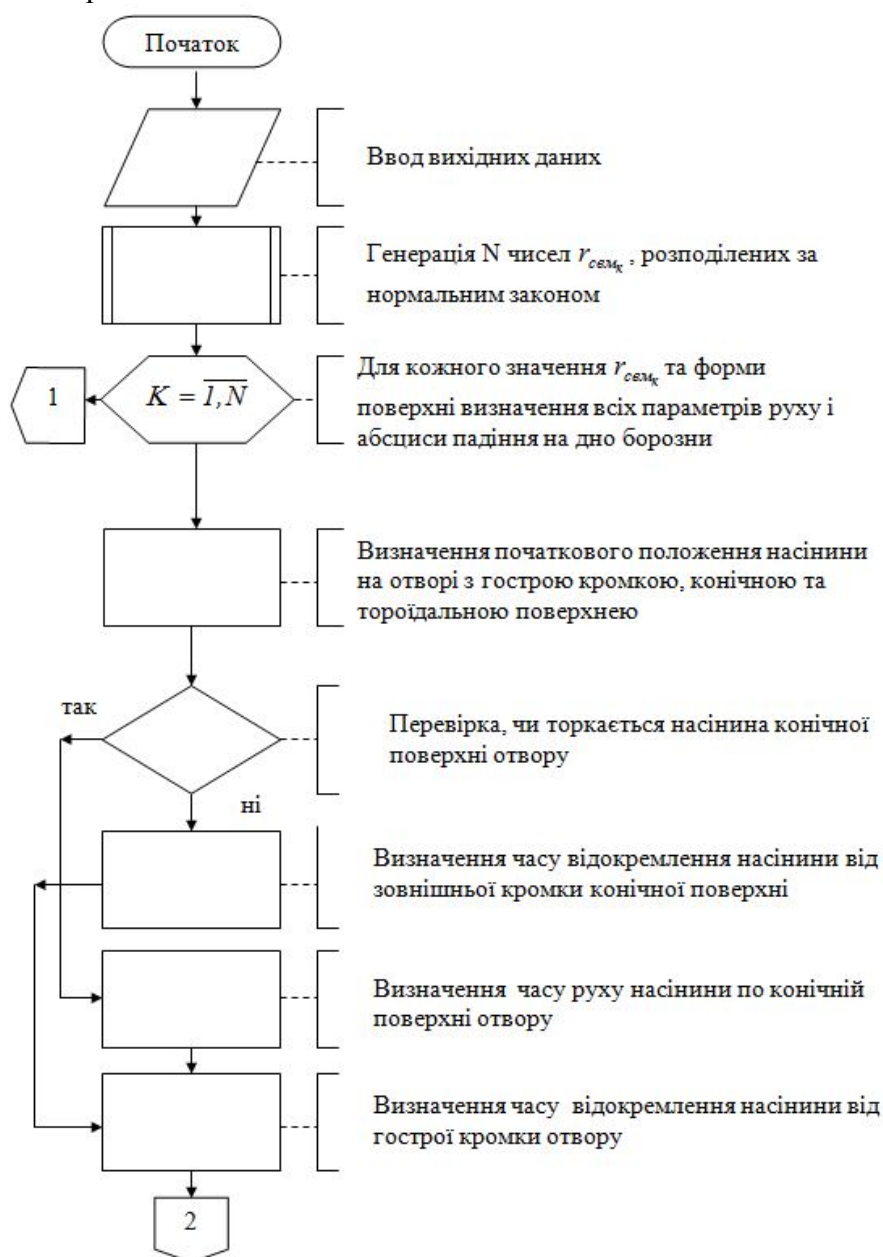 Початок
Ввод вихідних даних
Генерація N чисел r_{свм_К} , розподілених за
нормальним законом
1
K = \overline{1,N}
Для кожного значення r_{свм_К} та форми
поверхні визначення всіх параметрів руху і
абсциси падіння на дно борозни
Визначення початкового положення насінини
на отворі з гострою кромкою, конічною та
тороїдальною поверхнею
так
Перевірка, чи торкається насінина конічної
поверхні отвору
ні
Визначення часу відокремлення насінини від
зовнішньої кромки конічної поверхні
Визначення часу руху насінини по конічній
поверхні отвору
Визначення часу відокремлення насінини від
гострої кромки отвору
2